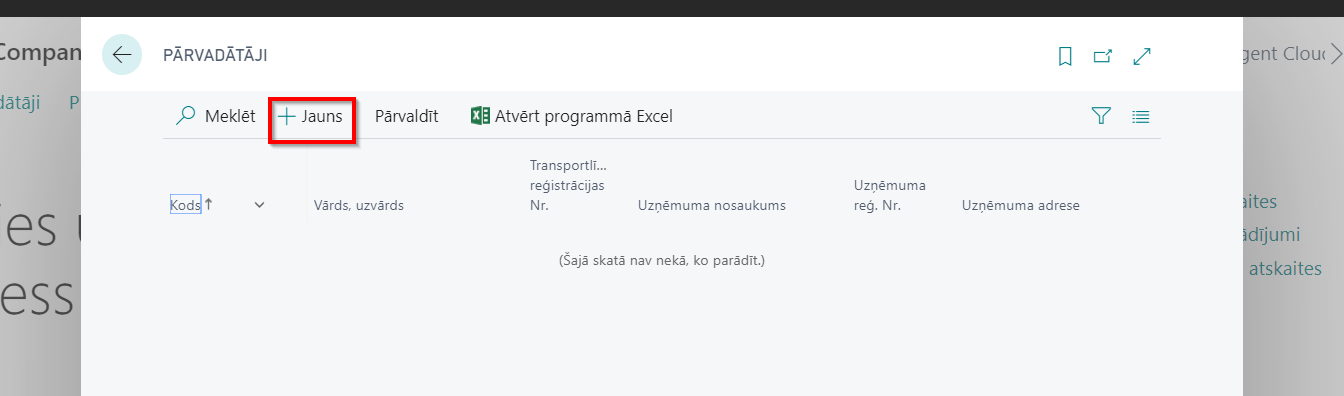 Compan
PĀRVADĀTĀJI
gent Clou
dātāji P
Meklēt Jauns Pārvaldīt Atvērt programmā Excel
Transportlī...
reģistrācijas
Nr.
Uzņēmuma
reģ. Nr.
Kods Vārds, uzvārds Uzņēmuma nosaukums Uzņēmuma adrese
(Šajā skatā nav nekā, ko parādīt.)
ies u
ess
aites
ādījumi
atskaites